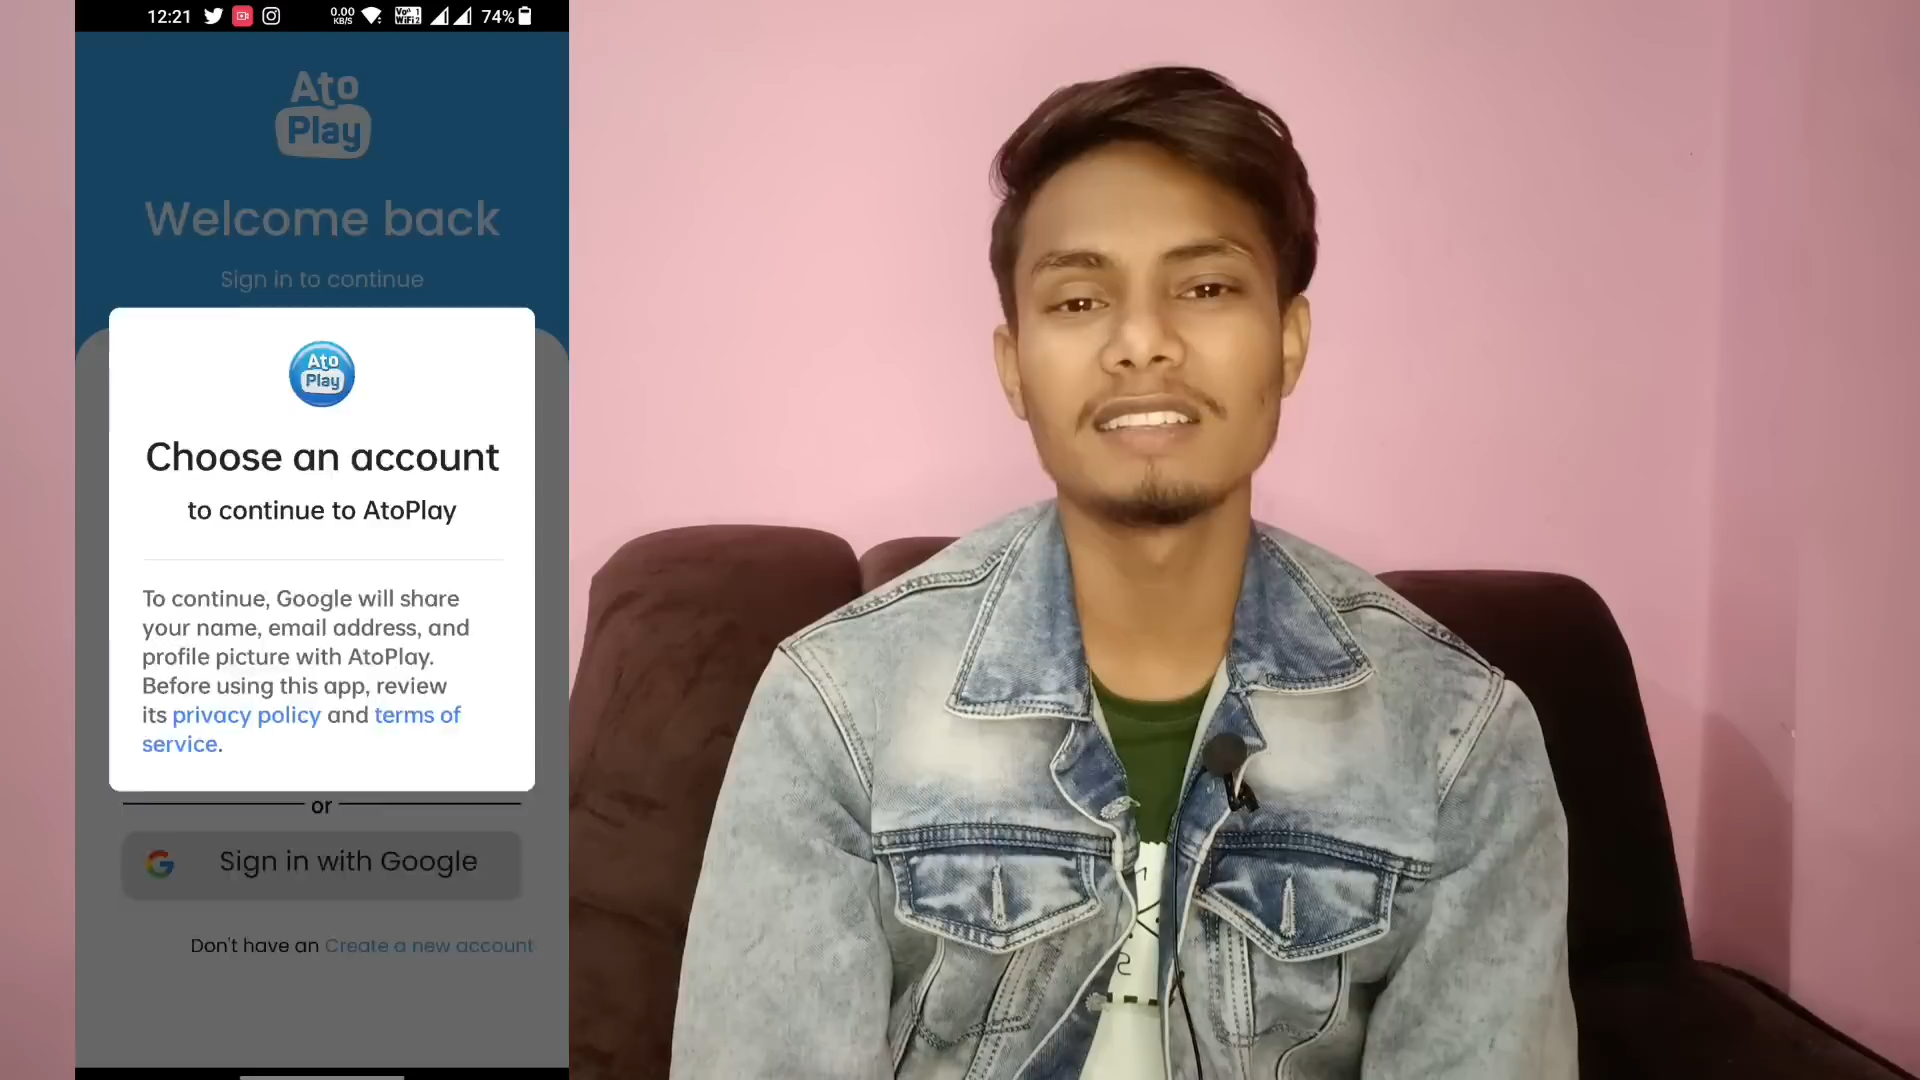 12:21
0.00
KB/S
74%
Ato
Play
Welcome back
Sign in to continue
Ato
Play
Choose an account
to continue to AtoPlay
To continue, Google will share
your name, email address, and
profile picture with AtoPlay.
Before using this app, review
its privacy policy and terms of
service.
or
Sign in with Google
Don't have an Create a new account